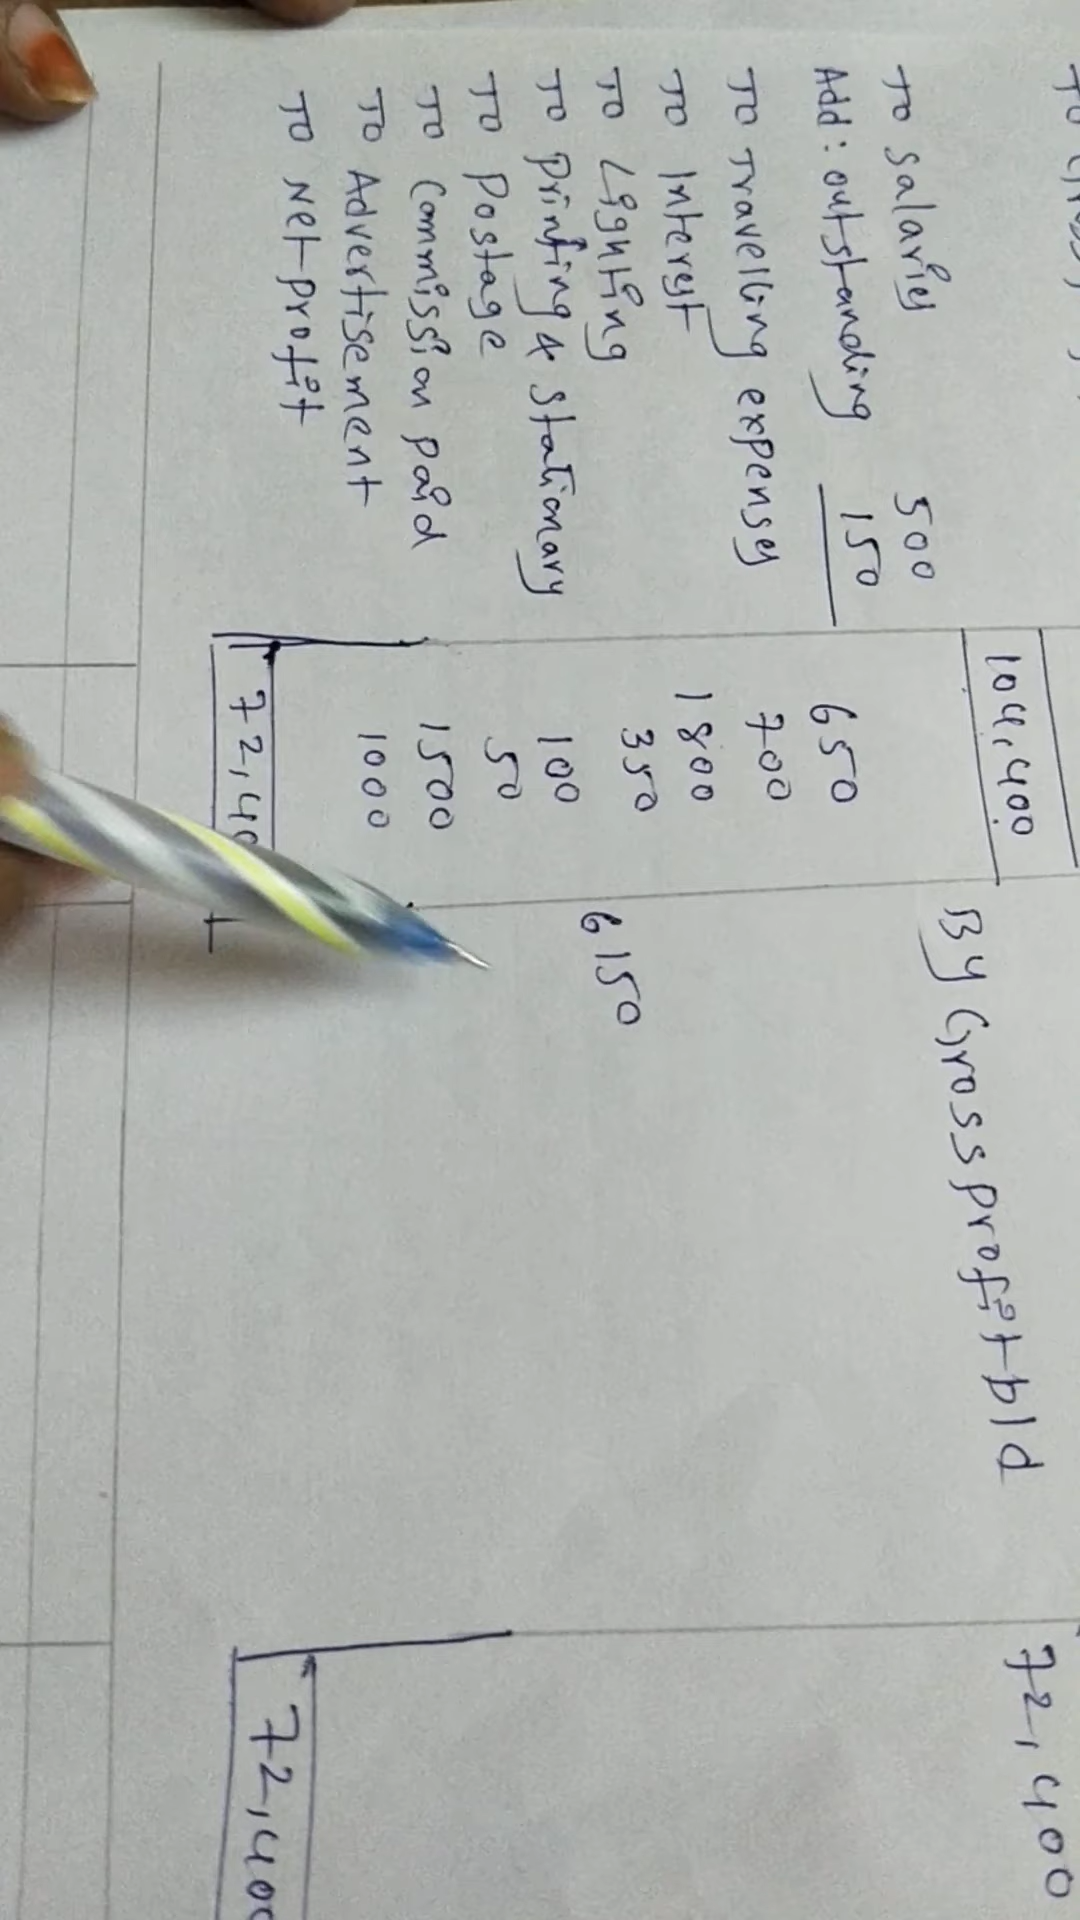 104,400
To salaries 500
Add: outstanding 150 650
By Gross profit b/d 72,400
To Travelling expenses 700
To Interest 1800
To Lighting 350
6150
To printing & stationary 100
To Postage 50
To Commission paid 1500
To Advertisement 1000
To Net profit
72,40
72,400